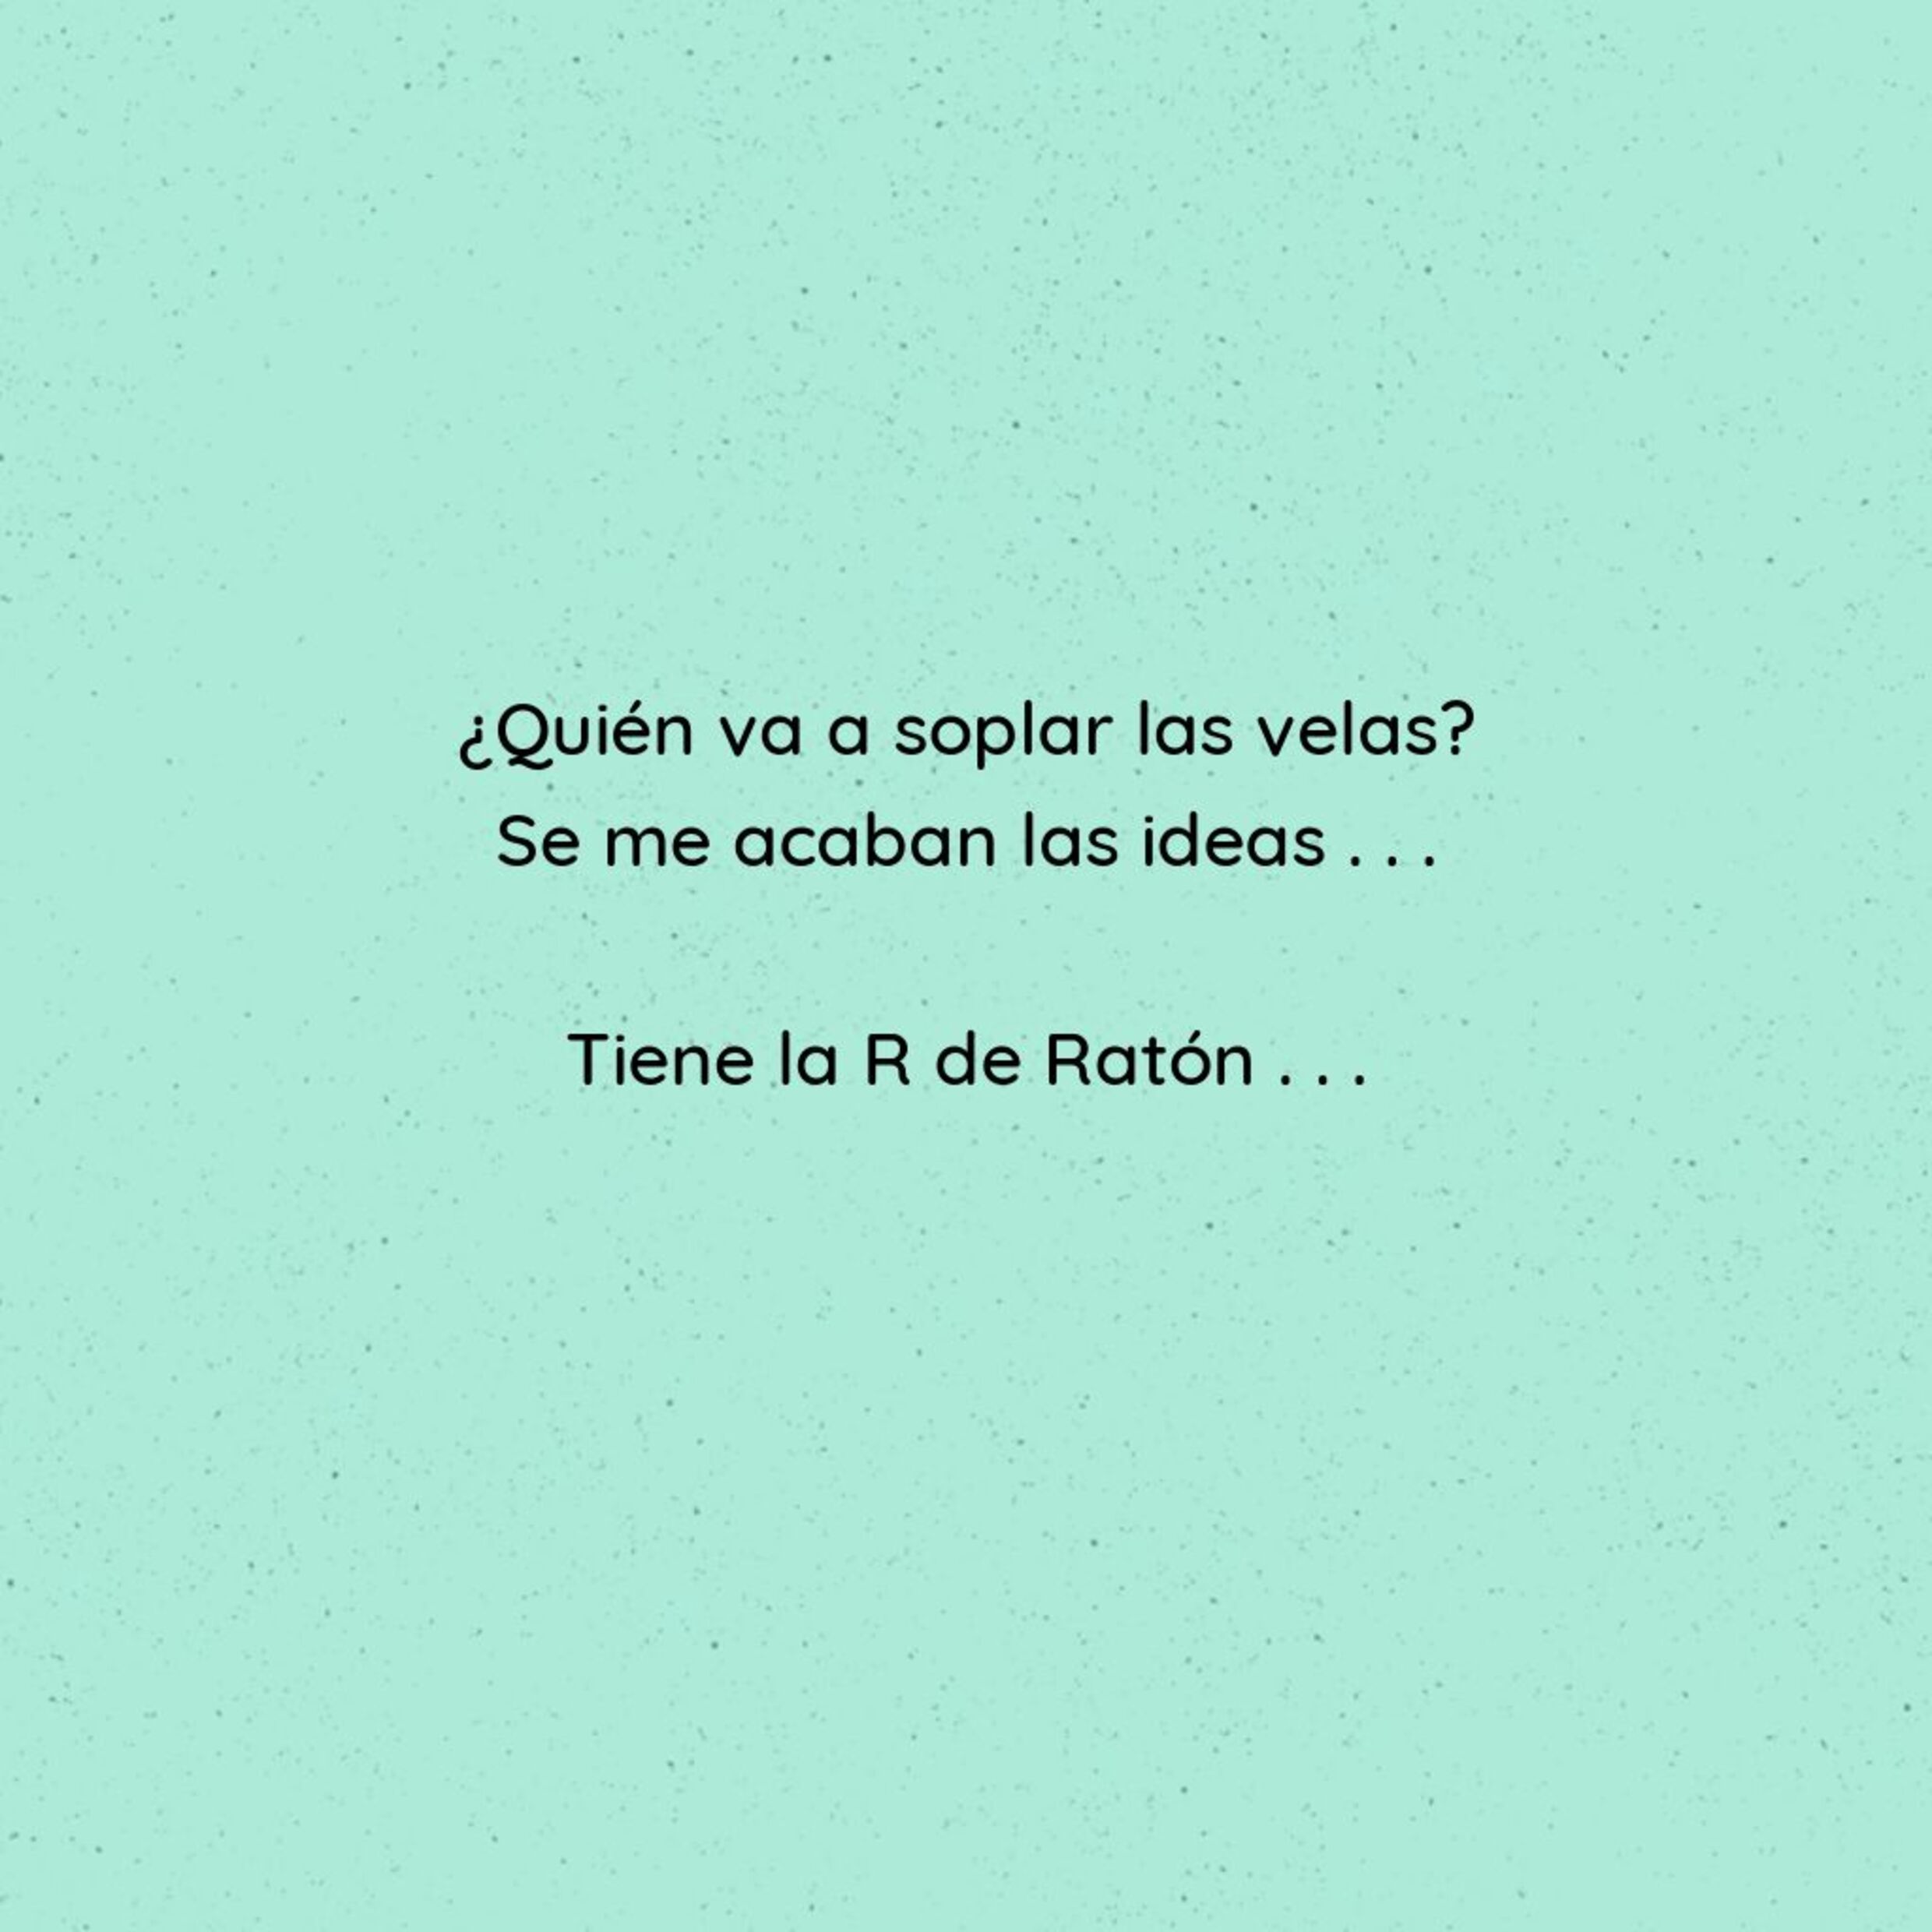 ¿Quién va a soplar las velas?
Se me acaban las ideas . . .
Tiene la R de Ratón . . .